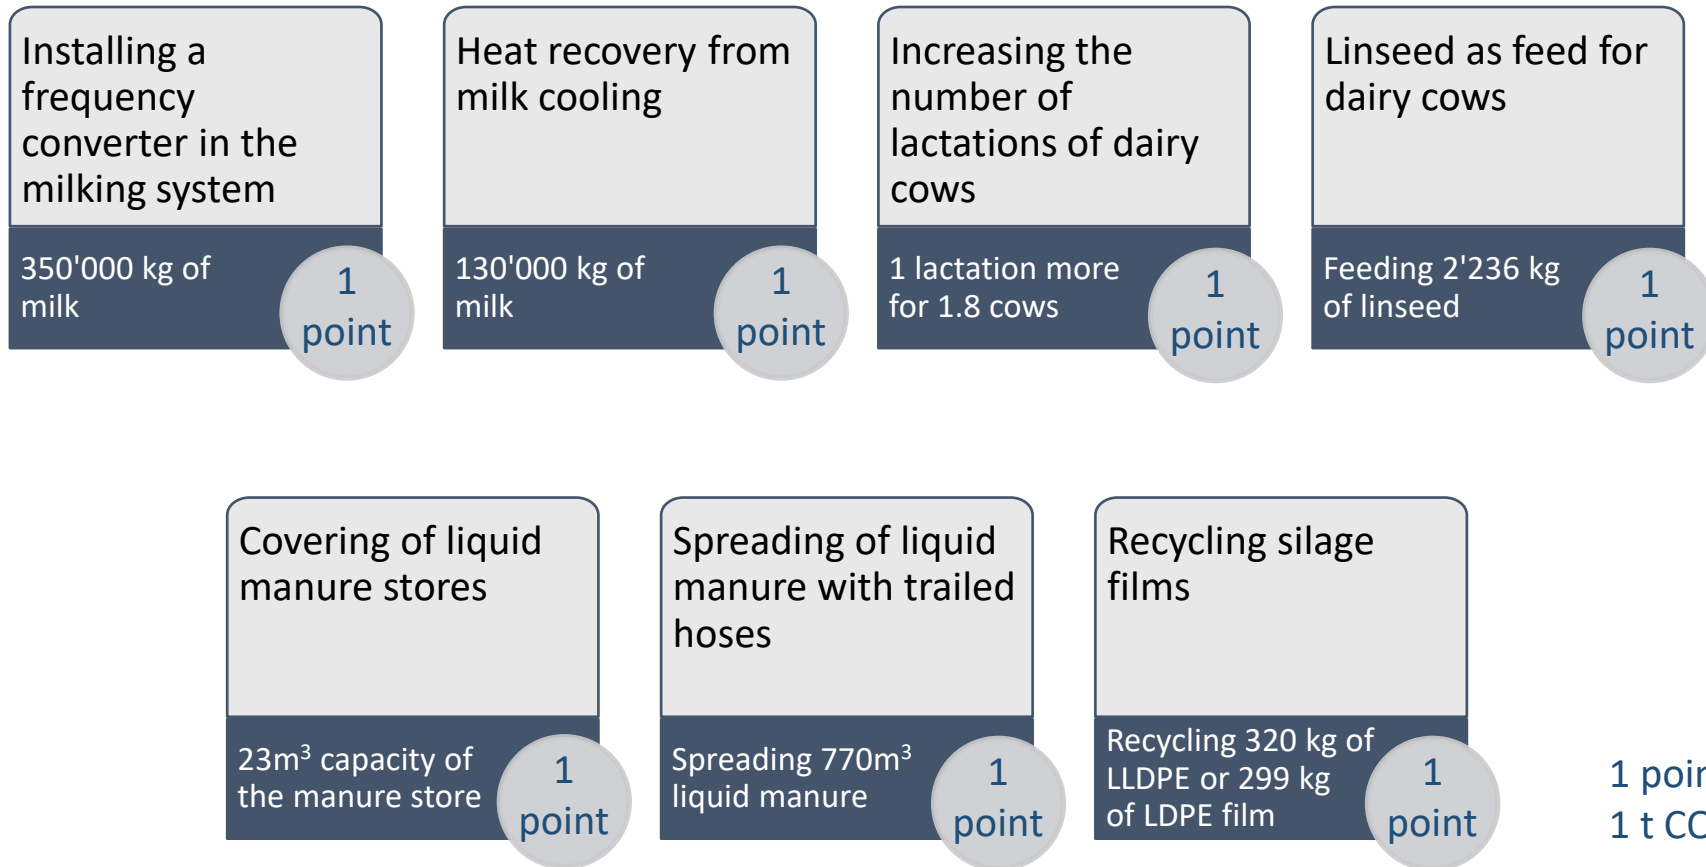 Installing a
frequency
converter in the
milking system
350'000 kg of
milk
1
point
Heat recovery from
milk cooling
130'000 kg of
milk
1
point
Increasing the
number of
lactations of dairy
cows
1 lactation more
for 1.8 cows
1
point
Linseed as feed for
dairy cows
Feeding 2'236 kg
of linseed
1
point
Covering of liquid
manure stores
23m³ capacity of
the manure store
1
point
Spreading of liquid
manure with trailed
hoses
Spreading 770m³
liquid manure
1
point
Recycling silage
films
Recycling 320 kg of
LLDPE or 299 kg
of LDPE film
1
point
1
1 t